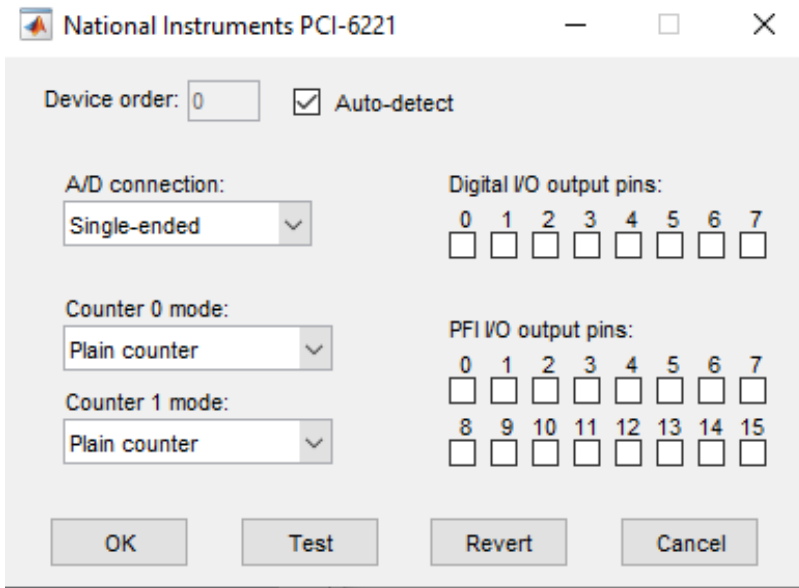 National Instruments PCI-6221
Device order: 0 Auto-detect
A/D connection:
Single-ended
Counter 0 mode:
Plain counter
Counter 1 mode:
Plain counter
Digital I/O output pins:
0 1 2 3 4 5 6 7
PFI I/O output pins:
0 1 2 3 4 5 6 7
8 9 10 11 12 13 14 15
OK Test Revert Cancel